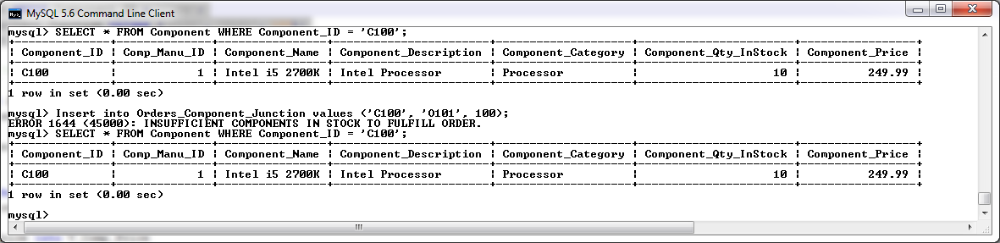 MySQL 5.6 Command Line Client
mysql> SELECT * FROM Component WHERE Component_ID = 'C100';
| Component_ID | Comp_Manu_ID | Component_Name | Component_Description | Component_Category | Component_Qty_InStock | Component_Price |
| C100 | 1 | Intel i5 2700K | Intel Processor | Processor | 10 | 249.99 |
1 row in set (0.00 sec)
mysql> Insert into Orders_Component_Junction values ('C100', 'O101', 100);
ERROR 1644 (45000): INSUFFICIENT COMPONENTS IN STOCK TO FULFILL ORDER.
mysql> SELECT * FROM Component WHERE Component_ID = 'C100';
| Component_ID | Comp_Manu_ID | Component_Name | Component_Description | Component_Category | Component_Qty_InStock | Component_Price |
| C100 | 1 | Intel i5 2700K | Intel Processor | Processor | 10 | 249.99 |
1 row in set (0.00 sec)
mysql>